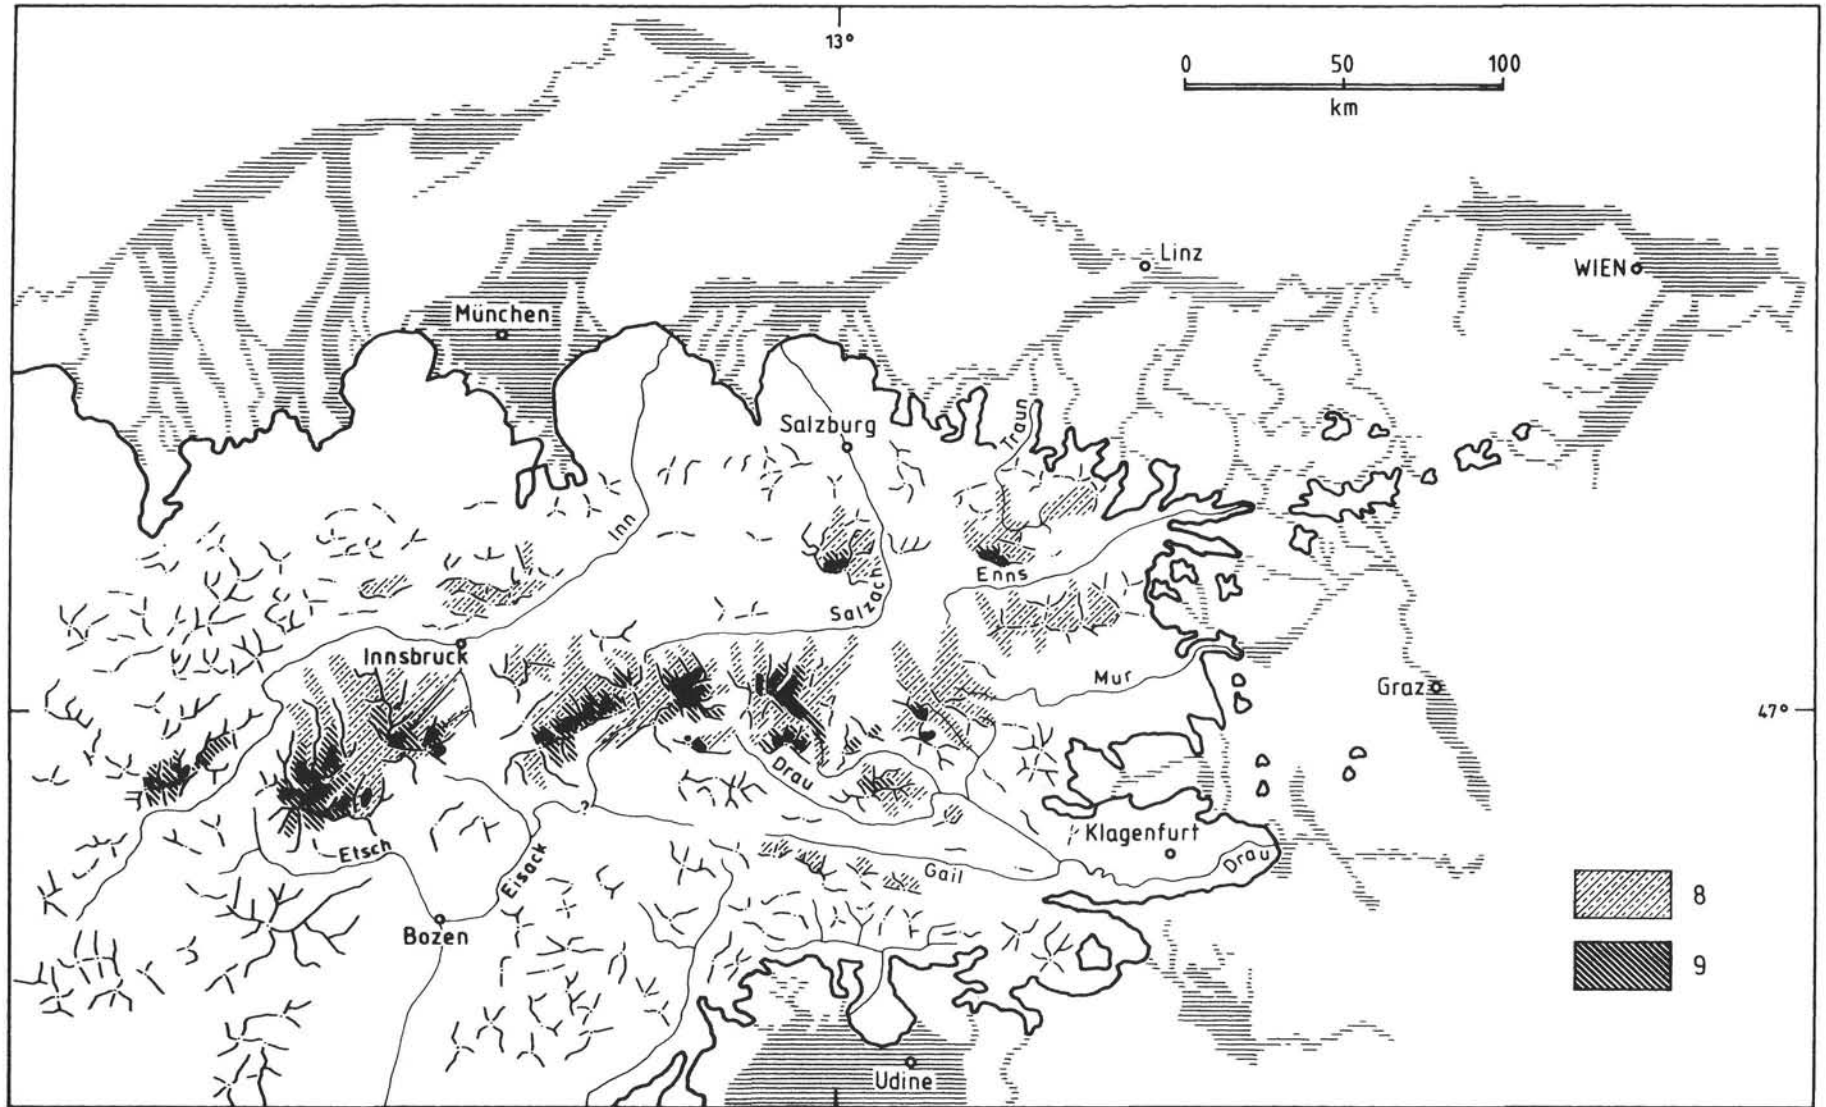 13°
0 50 100
km
Linz
WIEN
München
Salzburg
Traun
Inn
Enns
Salzach
Innsbruck
Mur
Graz
47°
Drau
?
Klagenfurt
Etsch
Eisack
Gail
Drau
8
Bozen
9
Udine